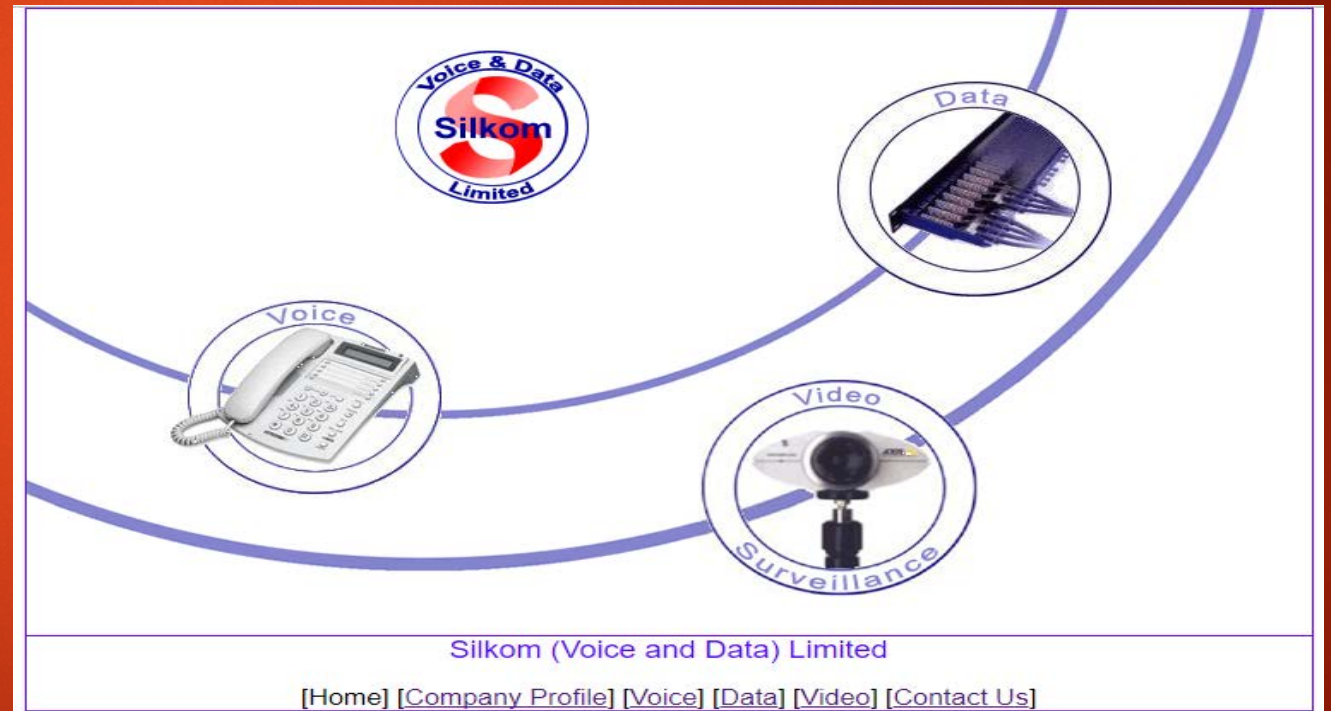 Voice & Data
Silkom
Limited
Data
Voice
Video
Surveillance
Silkom (Voice and Data) Limited
[Home] [Company Profile] [Voice] [Data] [Video] [Contact Us]